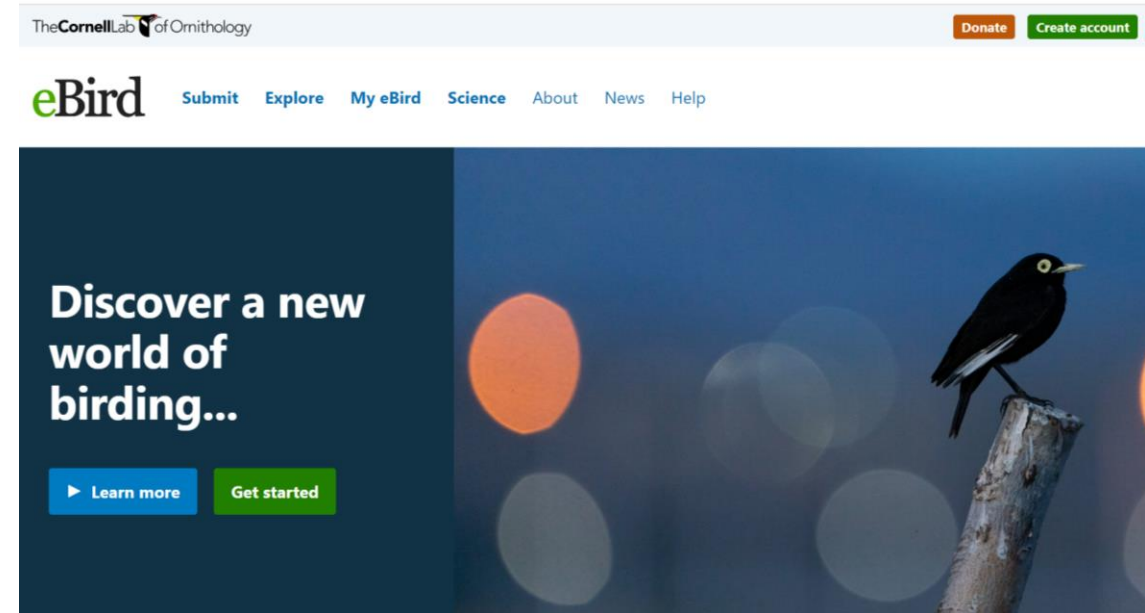 TheCornellLab of Ornithology
Donate
Create account
eBird
Submit Explore My eBird Science About News Help
Discover a new
world of
birding...
Learn more
Get started